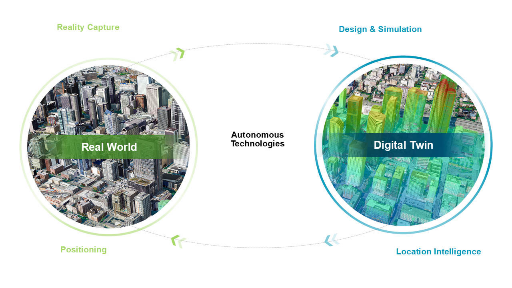 Reality Capture
Design & Simulation
Real World
Autonomous
Technologies
Digital Twin
Positioning
Location Intelligence